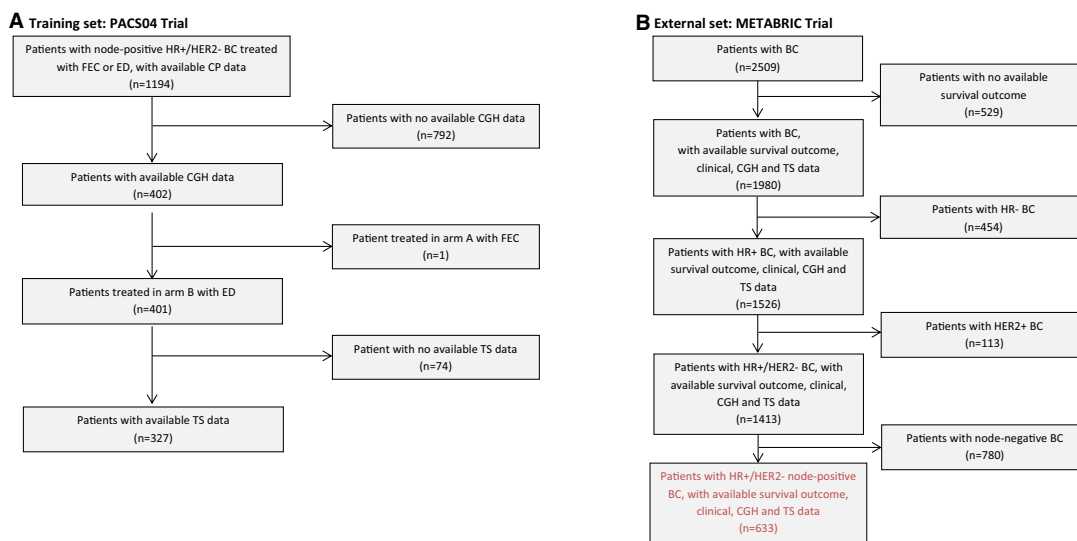 A Training set: PACS04 Trial
Patients with node-positive HR+/HER2- BC treated
with FEC or ED, with available CP data
(n=1194)
Patients with no available CGH data
(n=792)
Patients with available CGH data
(n=402)
Patient treated in arm A with FEC
(n=1)
Patients treated in arm B with ED
(n=401)
Patient with no available TS data
(n=74)
Patients with available TS data
(n=327)
B External set: METABRIC Trial
Patients with BC
(n=2509)
Patients with no available
survival outcome
(n=529)
Patients with BC,
with available survival outcome,
clinical, CGH and TS data
(n=1980)
Patients with HR- BC
(n=454)
Patients with HR+ BC, with available
survival outcome, clinical, CGH and
TS data
(n=1526)
Patients with HER2+ BC
(n=113)
Patients with HR+/HER2- BC, with
available survival outcome, clinical,
CGH and TS data
(n=1413)
Patients with node-negative BC
(n=780)
Patients with HR+/HER2- node-positive
BC, with available survival outcome,
clinical, CGH and TS data
(n=633)